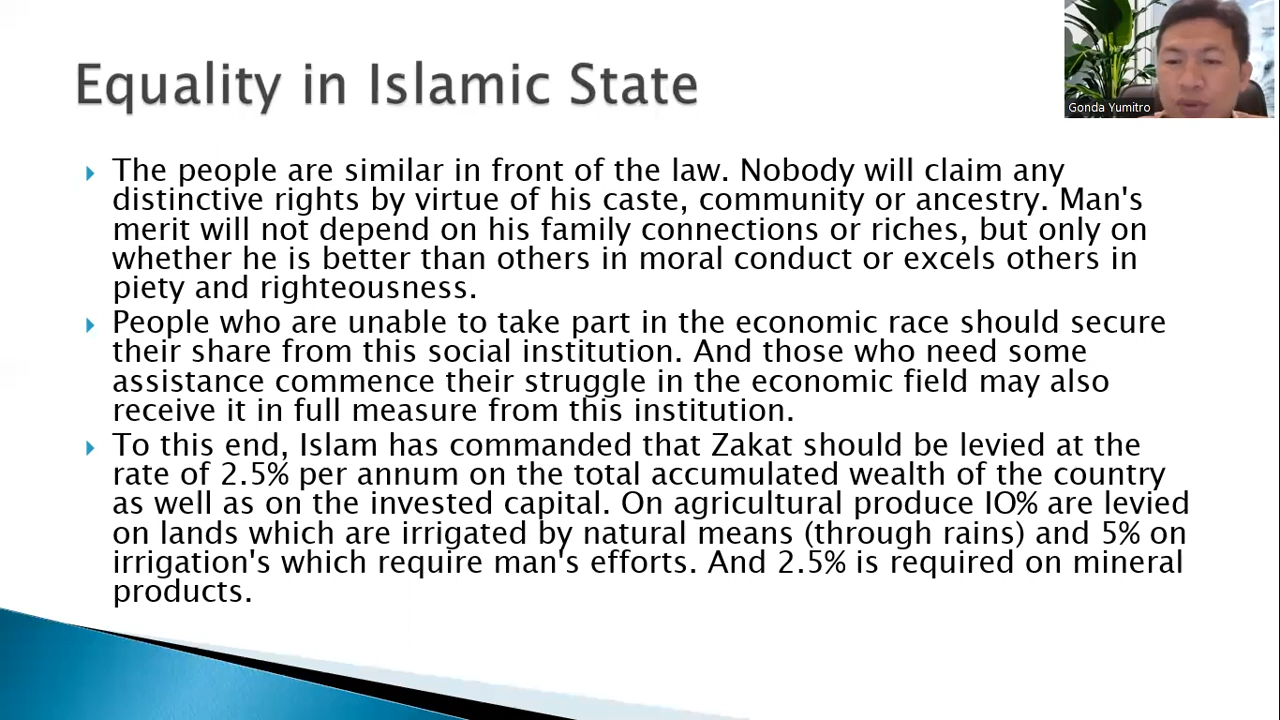 Equality in Islamic State
Gonda Yumitro
The people are similar in front of the law. Nobody will claim any
distinctive rights by virtue of his caste, community or ancestry. Man's
merit will not depend on his family connections or riches, but only on
whether he is better than others in moral conduct or excels others in
piety and righteousness.
People who are unable to take part in the economic race should secure
their share from this social institution. And those who need some
assistance commence their struggle in the economic field may also
receive it in full measure from this institution.
To this end, Islam has commanded that Zakat should be levied at the
rate of 2.5% per annum on the total accumulated wealth of the country
as well as on the invested capital. On agricultural produce IO% are levied
on lands which are irrigated by natural means (through rains) and 5% on
irrigation's which require man's efforts. And 2.5% is required on mineral
products.